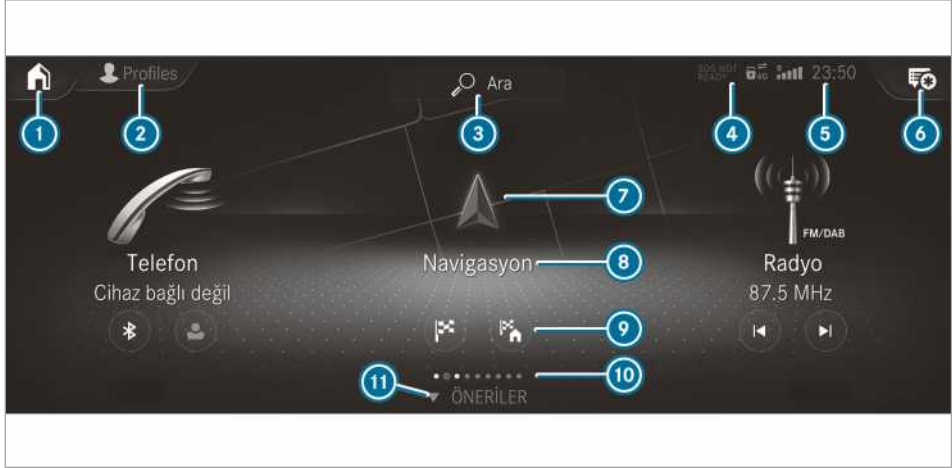 Profiles
Ara
SOS NOT
READY
4G
23:50
1
2
3
4
5
6
7
FM/DAB
Telefon
Navigasyon
8
Radyo
Cihaz bağlı değil
87.5 MHz
9
10
11
ÖNERİLER